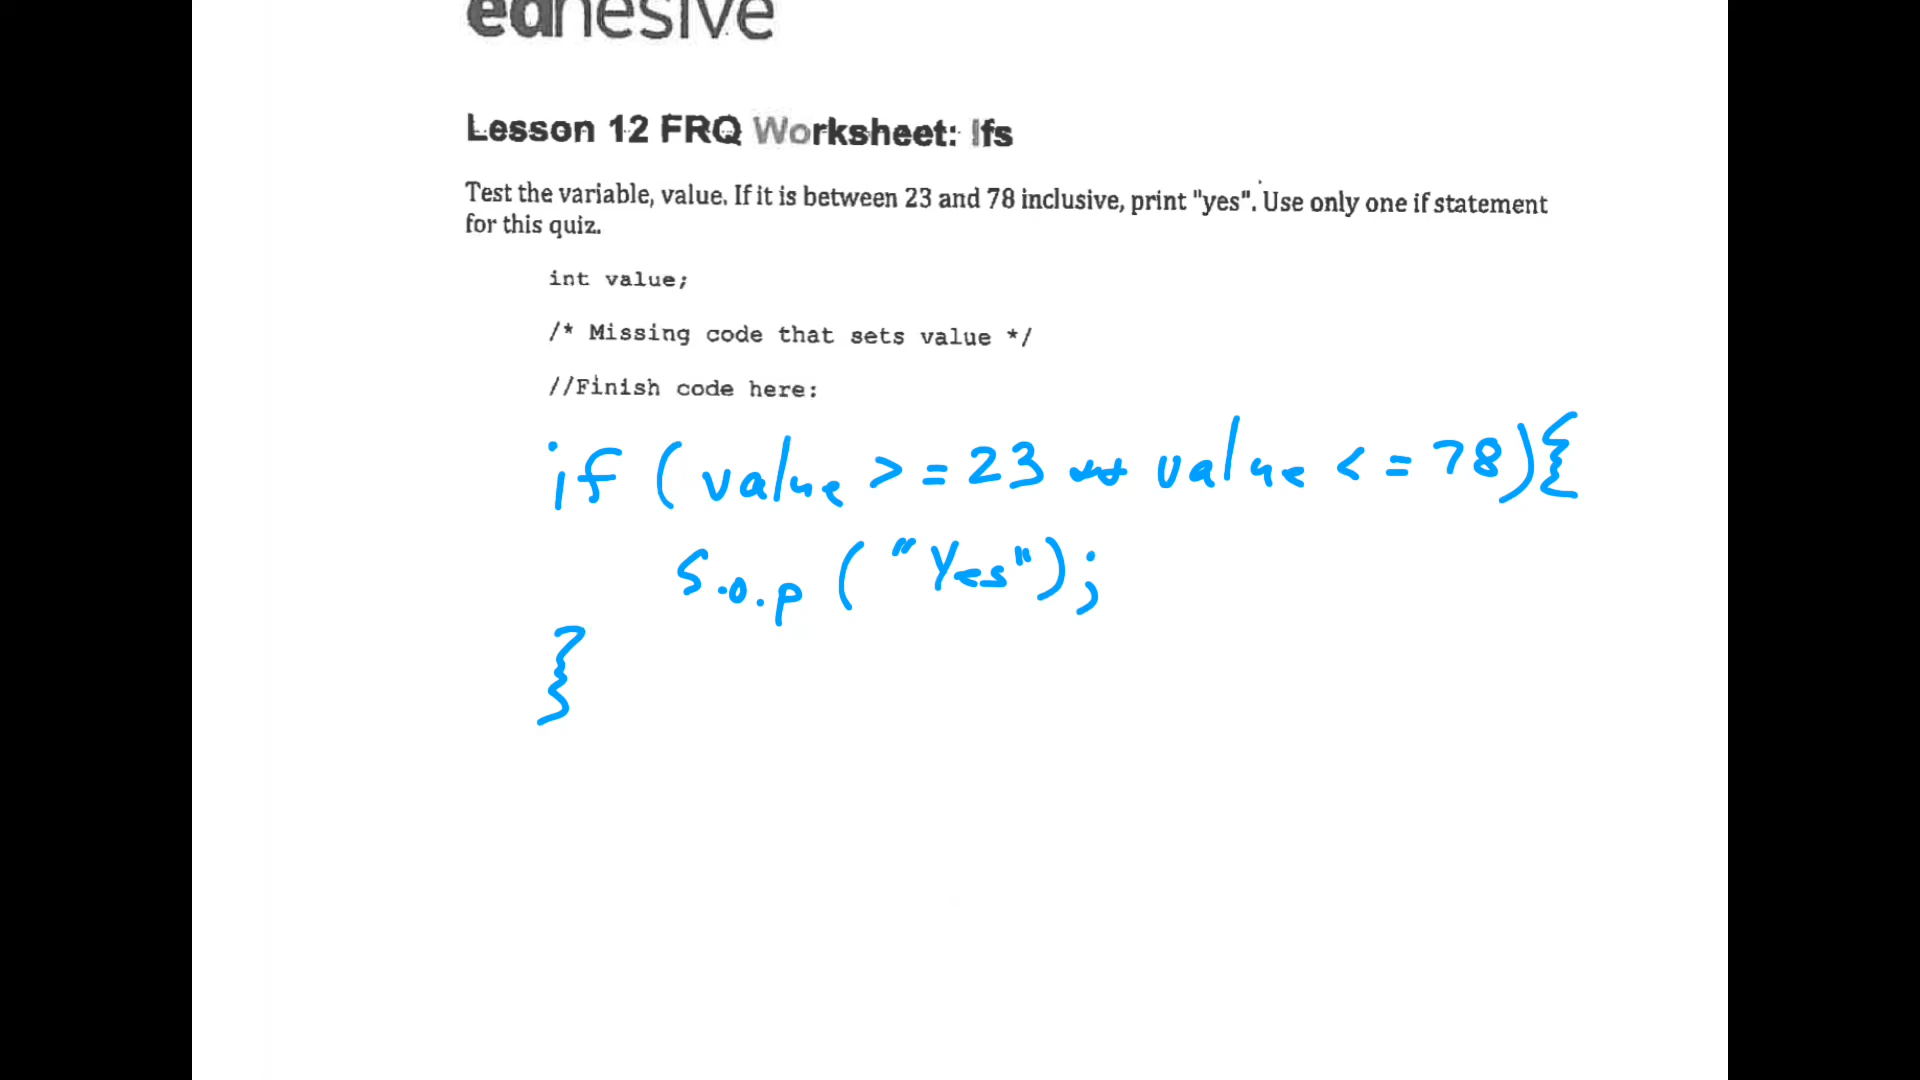 edhesive
Lesson 12 FRQ Worksheet: Ifs
Test the variable, value. If it is between 23 and 78 inclusive, print "yes". Use only one if statement
for this quiz.
int value;
/* Missing code that sets value */
//Finish code here:
if ( value >= 23 && value <= 78){
S.o.p ( "Yes");
}